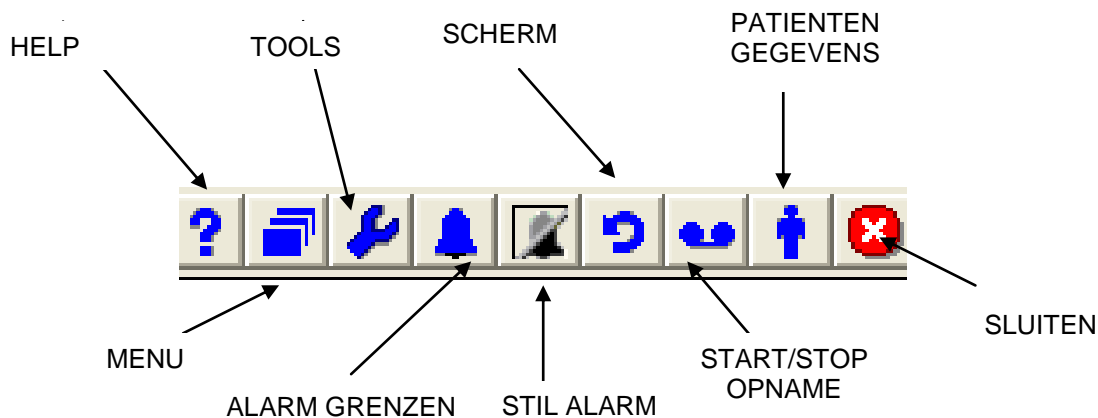 HELP
TOOLS
SCHERM
PATIENTEN
GEGEVENS
?
MENU
ALARM GRENZEN
STIL ALARM
START/STOP
OPNAME
SLUITEN